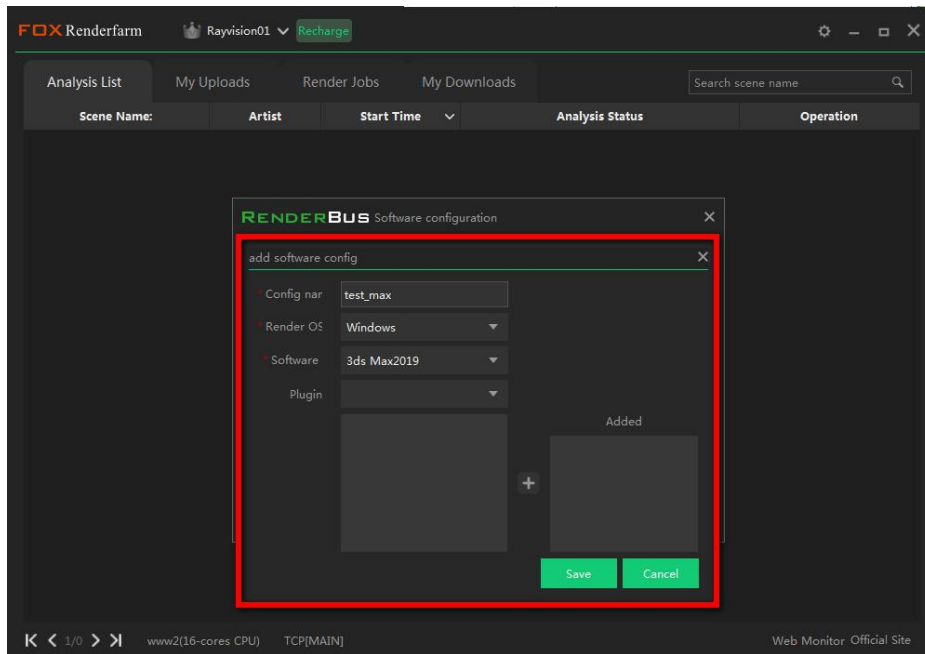 FOX Renderfarm Rayvision01 Recharge
Analysis List My Uploads Render Jobs My Downloads Search scene name
Scene Name: Artist Start Time Analysis Status Operation
RENDERBUS Software configuration
add software config
* Config nar test_max
* Render OS Windows
* Software 3ds Max2019
Plugin
Added
Save Cancel
1/0 www2(16-cores CPU) TCP[MAIN] Web Monitor Official Site